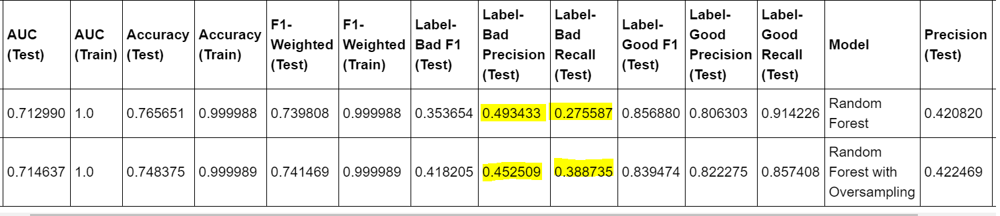 AUC (Test) AUC (Train) Accuracy (Test) Accuracy (Train) F1-Weighted (Test) F1-Weighted (Train) Label-Bad F1 (Test) Label-Bad Precision (Test) Label-Bad Recall (Test) Label-Good F1 (Test) Label-Good Precision (Test) Label-Good Recall (Test) Model Precision (Test)
0.712990 1.0 0.765651 0.999988 0.739808 0.999988 0.353654 0.493433 0.275587 0.856880 0.806303 0.914226 Random Forest 0.420820
0.714637 1.0 0.748375 0.999989 0.741469 0.999989 0.418205 0.452509 0.388735 0.839474 0.822275 0.857408 Random Forest with Oversampling 0.422469